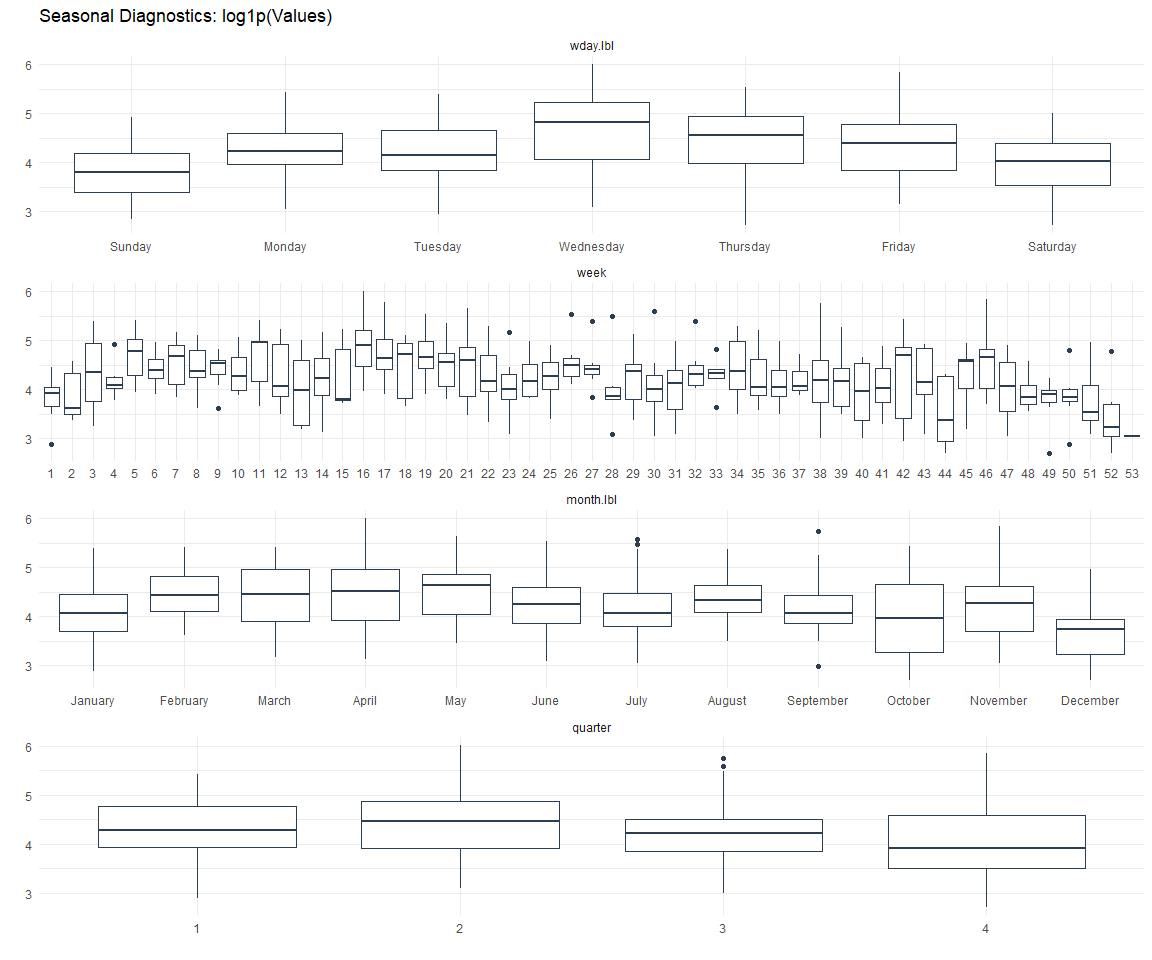 Seasonal Diagnostics: log1p(Values)
wday.lbl
6
5
4
3
Sunday Monday Tuesday Wednesday Thursday Friday Saturday
week
6
5
4
3
1 2 3 4 5 6 7 8 9 10 11 12 13 14 15 16 17 18 19 20 21 22 23 24 25 26 27 28 29 30 31 32 33 34 35 36 37 38 39 40 41 42 43 44 45 46 47 48 49 50 51 52 53
month.lbl
6
5
4
3
January February March April May June July August September October November December
quarter
6
5
4
3
1 2 3 4